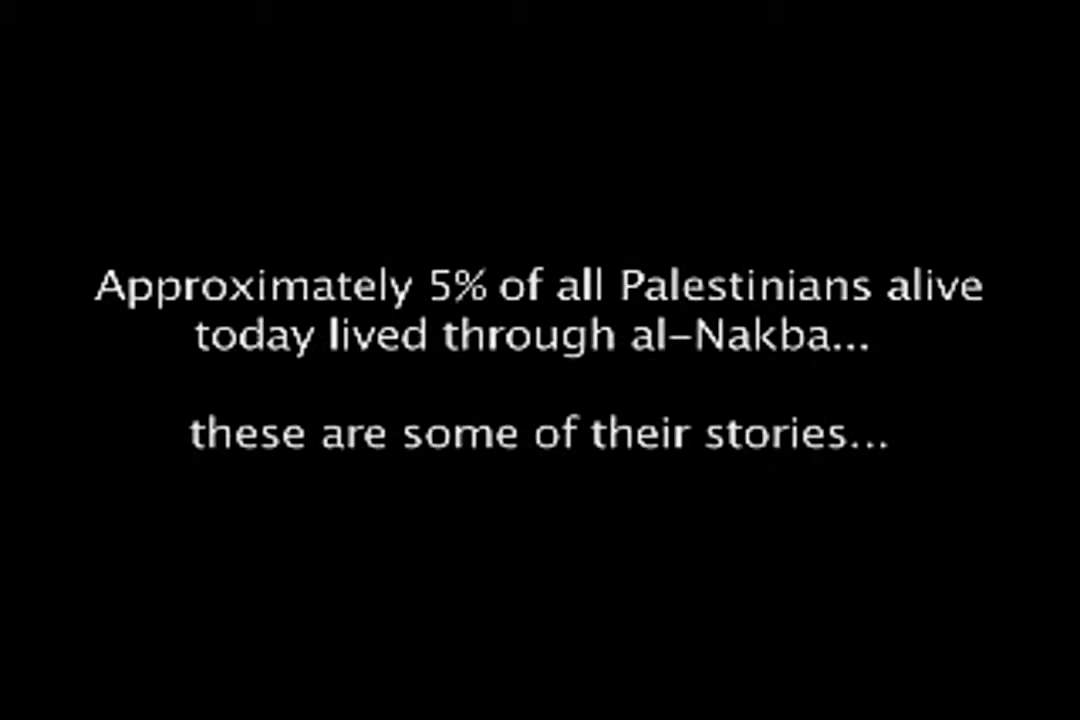 Approximately 5% of all Palestinians alive
today lived through al-Nakba...
these are some of their stories...